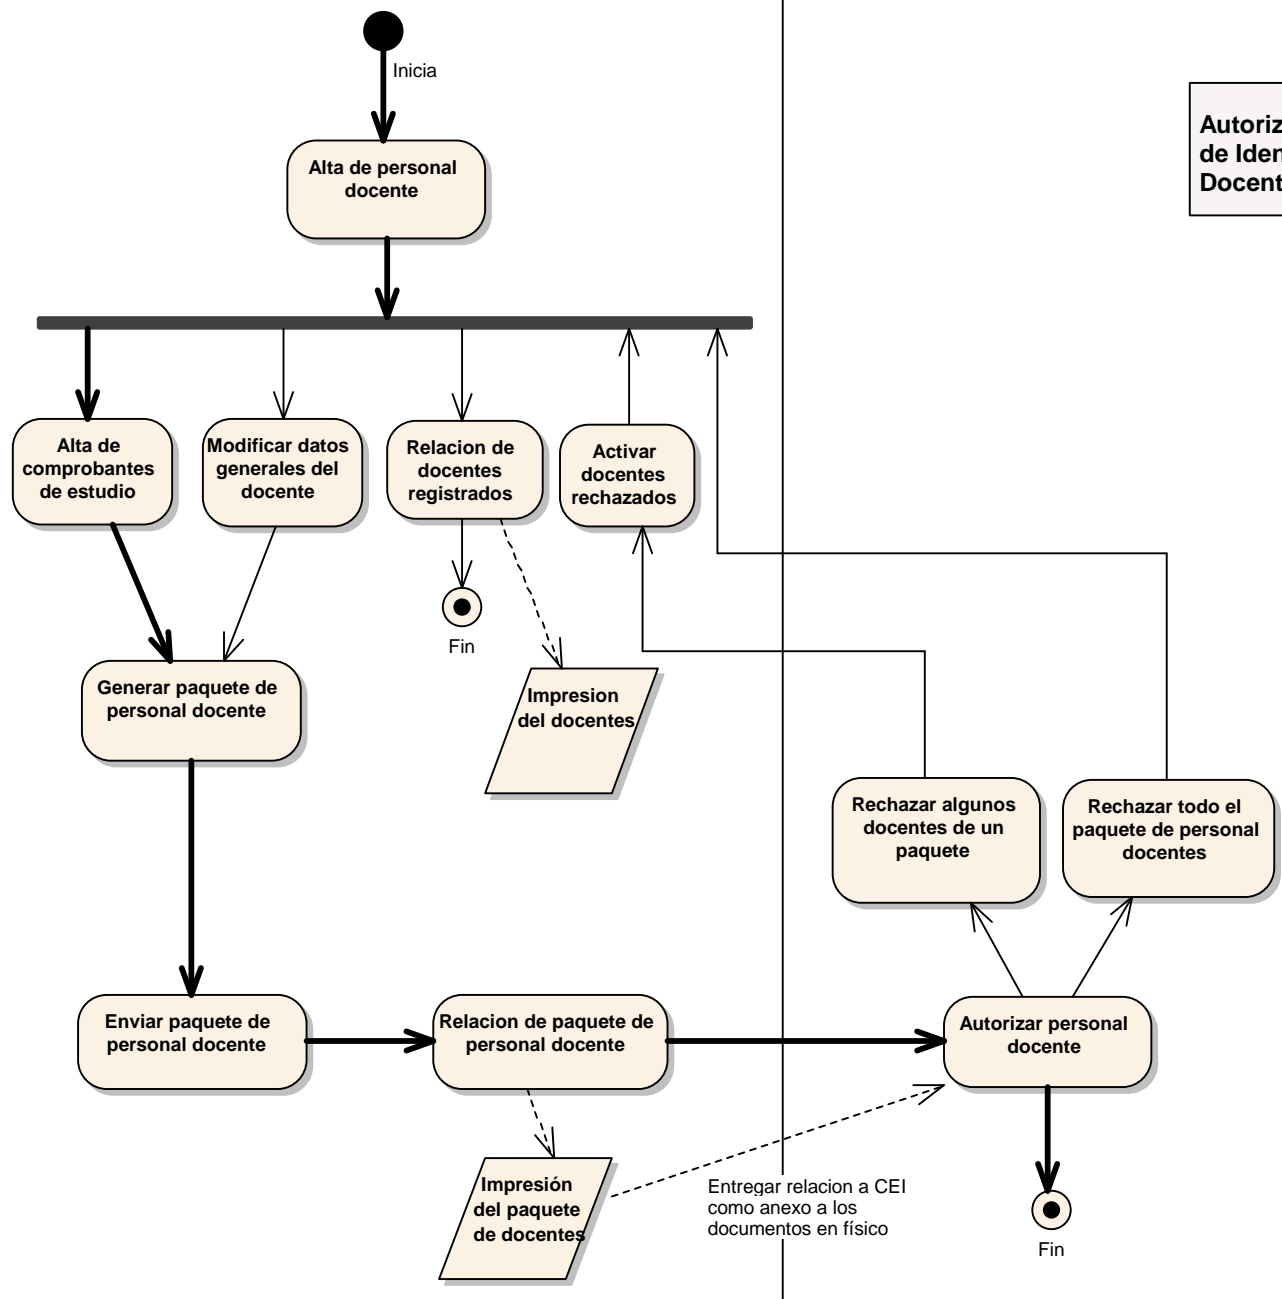 Inicia
Autoriz
de Iden
Docent
Alta de personal
docente
Alta de
comprobantes
de estudio
Modificar datos
generales del
docente
Relacion de
docentes
registrados
Activar
docentes
rechazados
Fin
Generar paquete de
personal docente
Impresion
del docentes
Rechazar algunos
docentes de un
paquete
Rechazar todo el
paquete de personal
docentes
Enviar paquete de
personal docente
Relacion de paquete de
personal docente
Autorizar personal
docente
Impresión
del paquete
de docentes
Entregar relacion a CEI
como anexo a los
documentos en físico
Fin